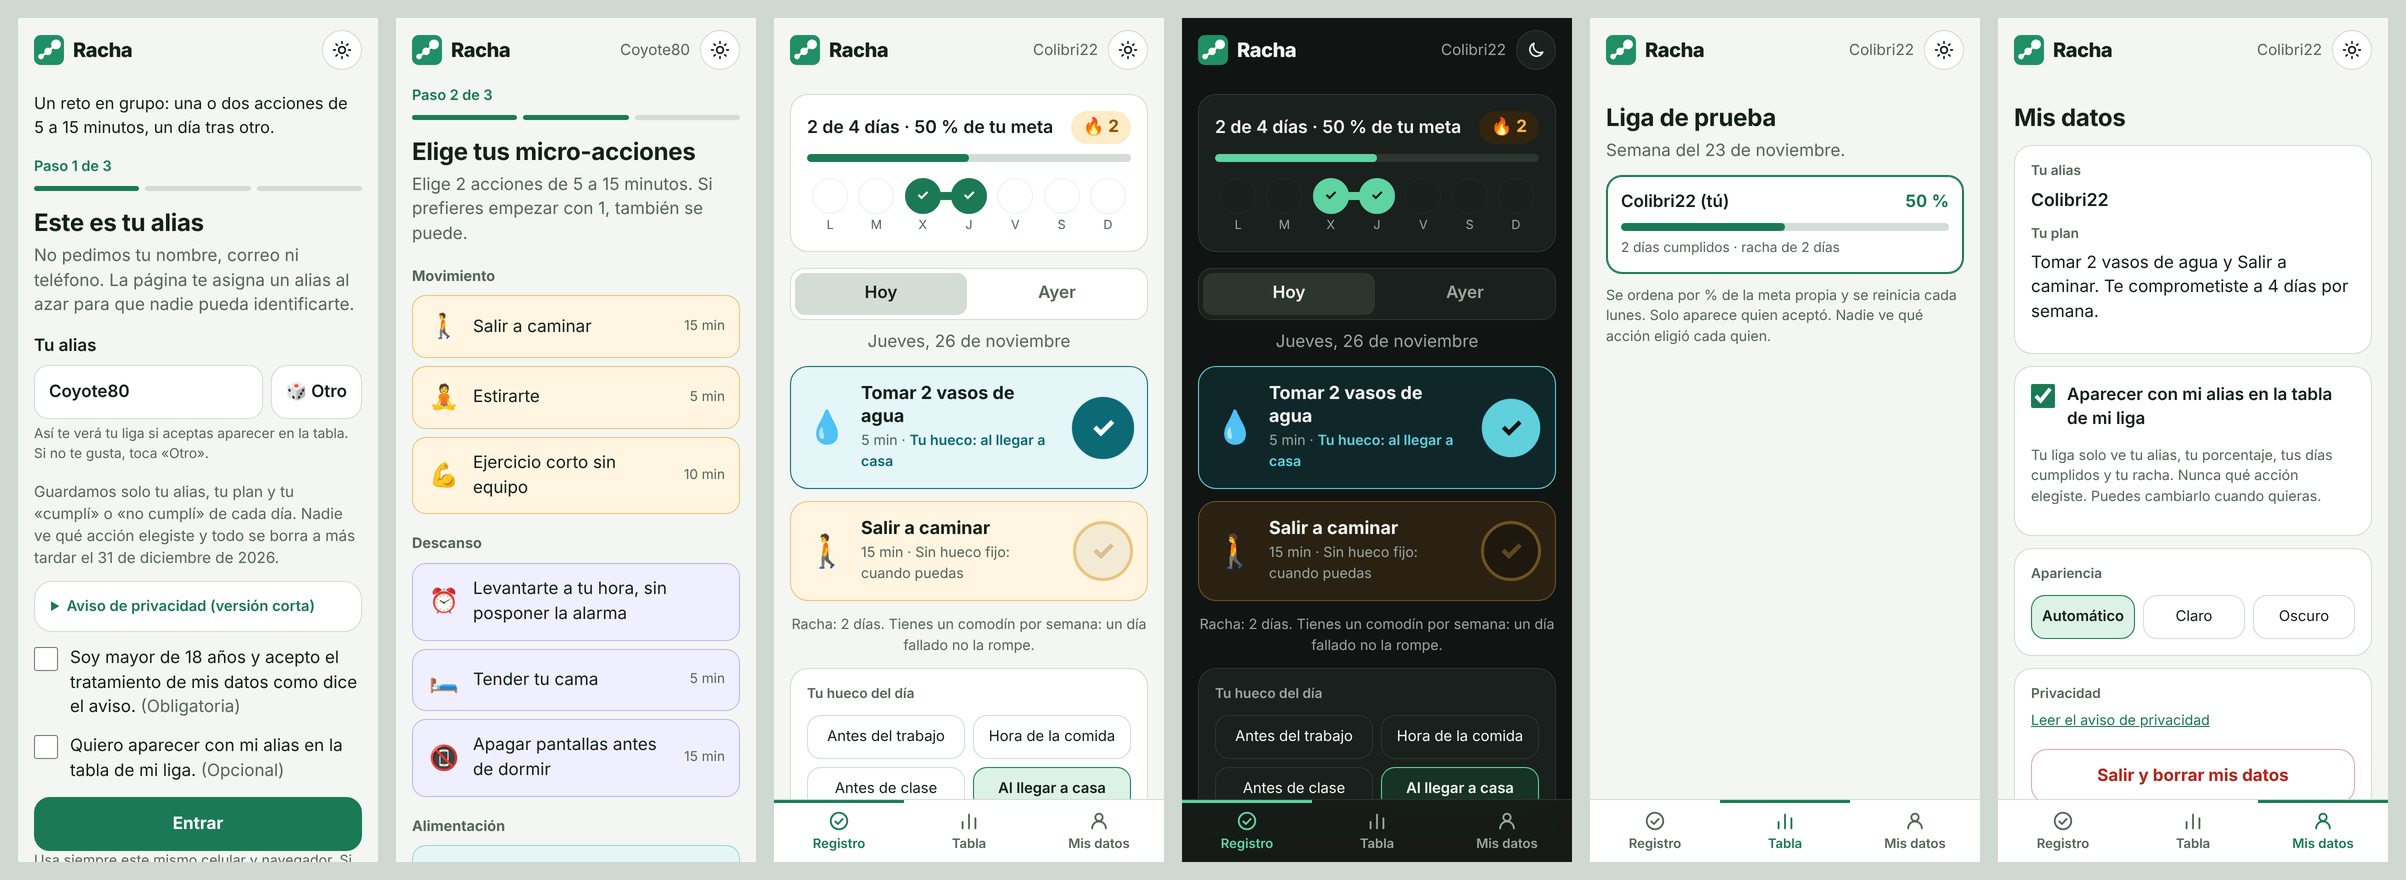 Racha
Un reto en grupo: una o dos acciones de
5 a 15 minutos, un día tras otro.
Paso 1 de 3
Este es tu alias
No pedimos tu nombre, correo ni
teléfono. La página te asigna un alias al
azar para que nadie pueda identificarte.
Tu alias
Coyote80
🎲 Otro
Así te verá tu liga si aceptas aparecer en la tabla.
Si no te gusta, toca «Otro».
Guardamos solo tu alias, tu plan y tu
«cumplí» o «no cumplí» de cada día. Nadie
ve qué acción elegiste y todo se borra a más
tardar el 31 de diciembre de 2026.
Aviso de privacidad (versión corta)
Soy mayor de 18 años y acepto el
tratamiento de mis datos como dice
el aviso. (Obligatoria)
Quiero aparecer con mi alias en la
tabla de mi liga. (Opcional)
Entrar
Usa siempre este mismo celular y navegador. Si
Racha
Coyote80
Paso 2 de 3
Elige tus micro-acciones
Elige 2 acciones de 5 a 15 minutos. Si
prefieres empezar con 1, también se
puede.
Movimiento
Salir a caminar
15 min
Estirarte
5 min
Ejercicio corto sin
equipo
10 min
Descanso
Levantarte a tu hora, sin
posponer la alarma
Tender tu cama
5 min
Apagar pantallas antes
de dormir
15 min
Alimentación
Racha
Colibri22
2 de 4 días · 50 % de tu meta
🔥 2
L M X J V S D
Hoy
Ayer
Jueves, 26 de noviembre
Tomar 2 vasos de
agua
5 min · Tu hueco: al llegar a
casa
Salir a caminar
15 min · Sin hueco fijo:
cuando puedas
Racha: 2 días. Tienes un comodín por semana: un día
fallado no la rompe.
Tu hueco del día
Antes del trabajo
Hora de la comida
Antes de clase
Al llegar a casa
Registro
Tabla
Mis datos
Racha
Colibri22
2 de 4 días · 50 % de tu meta
🔥 2
L M X J V S D
Hoy
Ayer
Jueves, 26 de noviembre
Tomar 2 vasos de
agua
5 min · Tu hueco: al llegar a
casa
Salir a caminar
15 min · Sin hueco fijo:
cuando puedas
Racha: 2 días. Tienes un comodín por semana: un día
fallado no la rompe.
Tu hueco del día
Antes del trabajo
Hora de la comida
Antes de clase
Al llegar a casa
Registro
Tabla
Mis datos
Racha
Colibri22
Liga de prueba
Semana del 23 de noviembre.
Colibri22 (tú)
50 %
2 días cumplidos · racha de 2 días
Se ordena por % de la meta propia y se reinicia cada
lunes. Solo aparece quien aceptó. Nadie ve qué
acción eligió cada quien.
Registro
Tabla
Mis datos
Racha
Colibri22
Mis datos
Tu alias
Colibri22
Tu plan
Tomar 2 vasos de agua y Salir a
caminar. Te comprometiste a 4 días por
semana.
Aparecer con mi alias en la tabla
de mi liga
Tu liga solo ve tu alias, tu porcentaje, tus días
cumplidos y tu racha. Nunca qué acción
elegiste. Puedes cambiarlo cuando quieras.
Apariencia
Automático
Claro
Oscuro
Privacidad
Leer el aviso de privacidad
Salir y borrar mis datos
Registro
Tabla
Mis datos